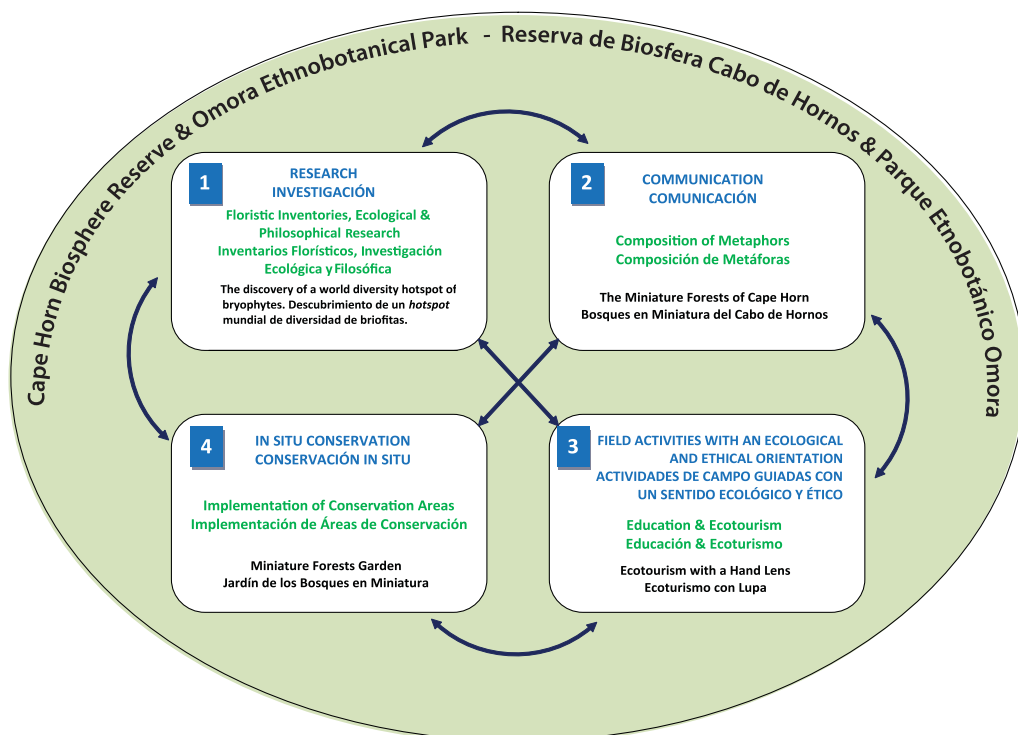 Cape Horn Biosphere Reserve & Omora Ethnobotanical Park - Reserva de Biosfera Cabo de Hornos & Parque Etnobotánico Omora
1
RESEARCH
INVESTIGACIÓN
Floristic Inventories, Ecological &
Philosophical Research
Inventarios Florísticos, Investigación
Ecológica y Filosófica
The discovery of a world diversity hotspot of
bryophytes. Descubrimiento de un hotspot
mundial de diversidad de briofitas.
2
COMMUNICATION
COMUNICACIÓN
Composition of Metaphors
Composición de Metáforas
The Miniature Forests of Cape Horn
Bosques en Miniatura del Cabo de Hornos
4
IN SITU CONSERVATION
CONSERVACIÓN IN SITU
Implementation of Conservation Areas
Implementación de Áreas de Conservación
Miniature Forests Garden
Jardín de los Bosques en Miniatura
3
FIELD ACTIVITIES WITH AN ECOLOGICAL
AND ETHICAL ORIENTATION
ACTIVIDADES DE CAMPO GUIADAS CON
UN SENTIDO ECOLÓGICO Y ÉTICO
Education & Ecotourism
Educación & Ecoturismo
Ecotourism with a Hand Lens
Ecoturismo con Lupa